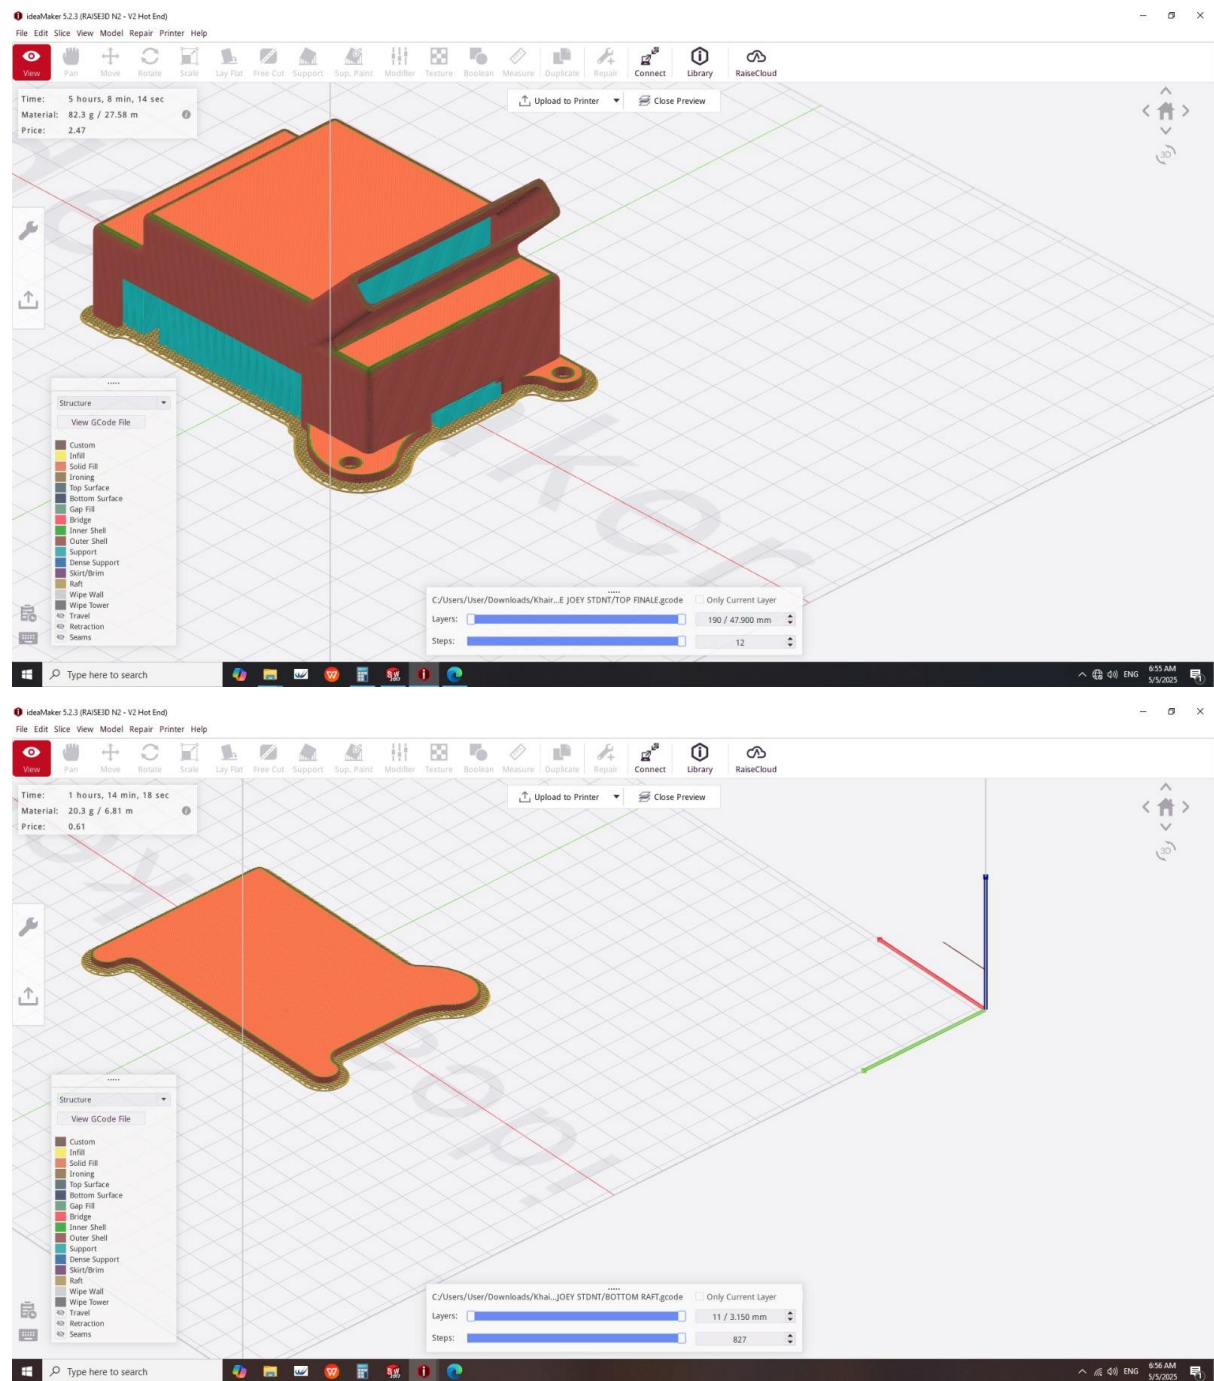 ideaMaker 5.2.3 (RAISE3D N2 - V2 Hot End)
File Edit Slice View Model Repair Printer Help
View Pan Move Rotate Scale Lay Flat Free Cut Support Sup. Paint Modifier Texture Boolean Measure Duplicate Repair Connect Library RaiseCloud
Time: 5 hours, 8 min, 14 sec
Material: 82.3 g / 27.58 m
Price: 2.47
Upload to Printer Close Preview
3D
Structure
View GCode File
Custom
Infill
Solid Fill
Ironing
Top Surface
Bottom Surface
Gap Fill
Bridge
Inner Shell
Outer Shell
Support
Dense Support
Skirt/Brim
Raft
Wipe Wall
Wipe Tower
Travel
Retraction
Seams
C:/Users/User/Downloads/Khair...E JOEY STDNT/TOP FINALE.gcode Only Current Layer
Layers: 190 / 47.900 mm
Steps: 12
Type here to search
ENG 6:55 AM
5/5/2025
ideaMaker 5.2.3 (RAISE3D N2 - V2 Hot End)
File Edit Slice View Model Repair Printer Help
View Pan Move Rotate Scale Lay Flat Free Cut Support Sup. Paint Modifier Texture Boolean Measure Duplicate Repair Connect Library RaiseCloud
Time: 1 hours, 14 min, 18 sec
Material: 20.3 g / 6.81 m
Price: 0.61
Upload to Printer Close Preview
3D
Structure
View GCode File
Custom
Infill
Solid Fill
Ironing
Top Surface
Bottom Surface
Gap Fill
Bridge
Inner Shell
Outer Shell
Support
Dense Support
Skirt/Brim
Raft
Wipe Wall
Wipe Tower
Travel
Retraction
Seams
C:/Users/User/Downloads/Khai...JOEY STDNT/BOTTOM RAFT.gcode Only Current Layer
Layers: 11 / 3.150 mm
Steps: 827
Type here to search
ENG 6:56 AM
5/5/2025